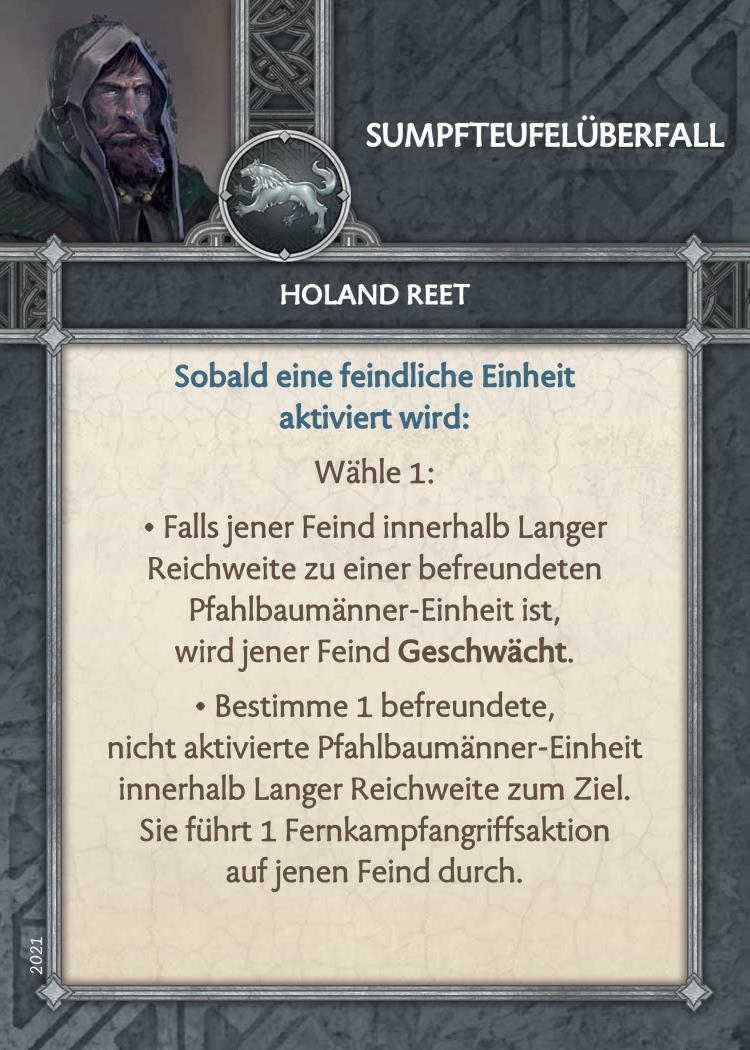 SUMPFTEUFELÜBERFALL
HOLAND REET
Sobald eine feindliche Einheit
aktiviert wird:
Wähle 1:
• Falls jener Feind innerhalb Langer
Reichweite zu einer befreundeten
Pfahlbaumänner-Einheit ist,
wird jener Feind Geschwächt.
• Bestimme 1 befreundete,
nicht aktivierte Pfahlbaumänner-Einheit
innerhalb Langer Reichweite zum Ziel.
Sie führt 1 Fernkampfangriffsaktion
auf jenen Feind durch.
2021